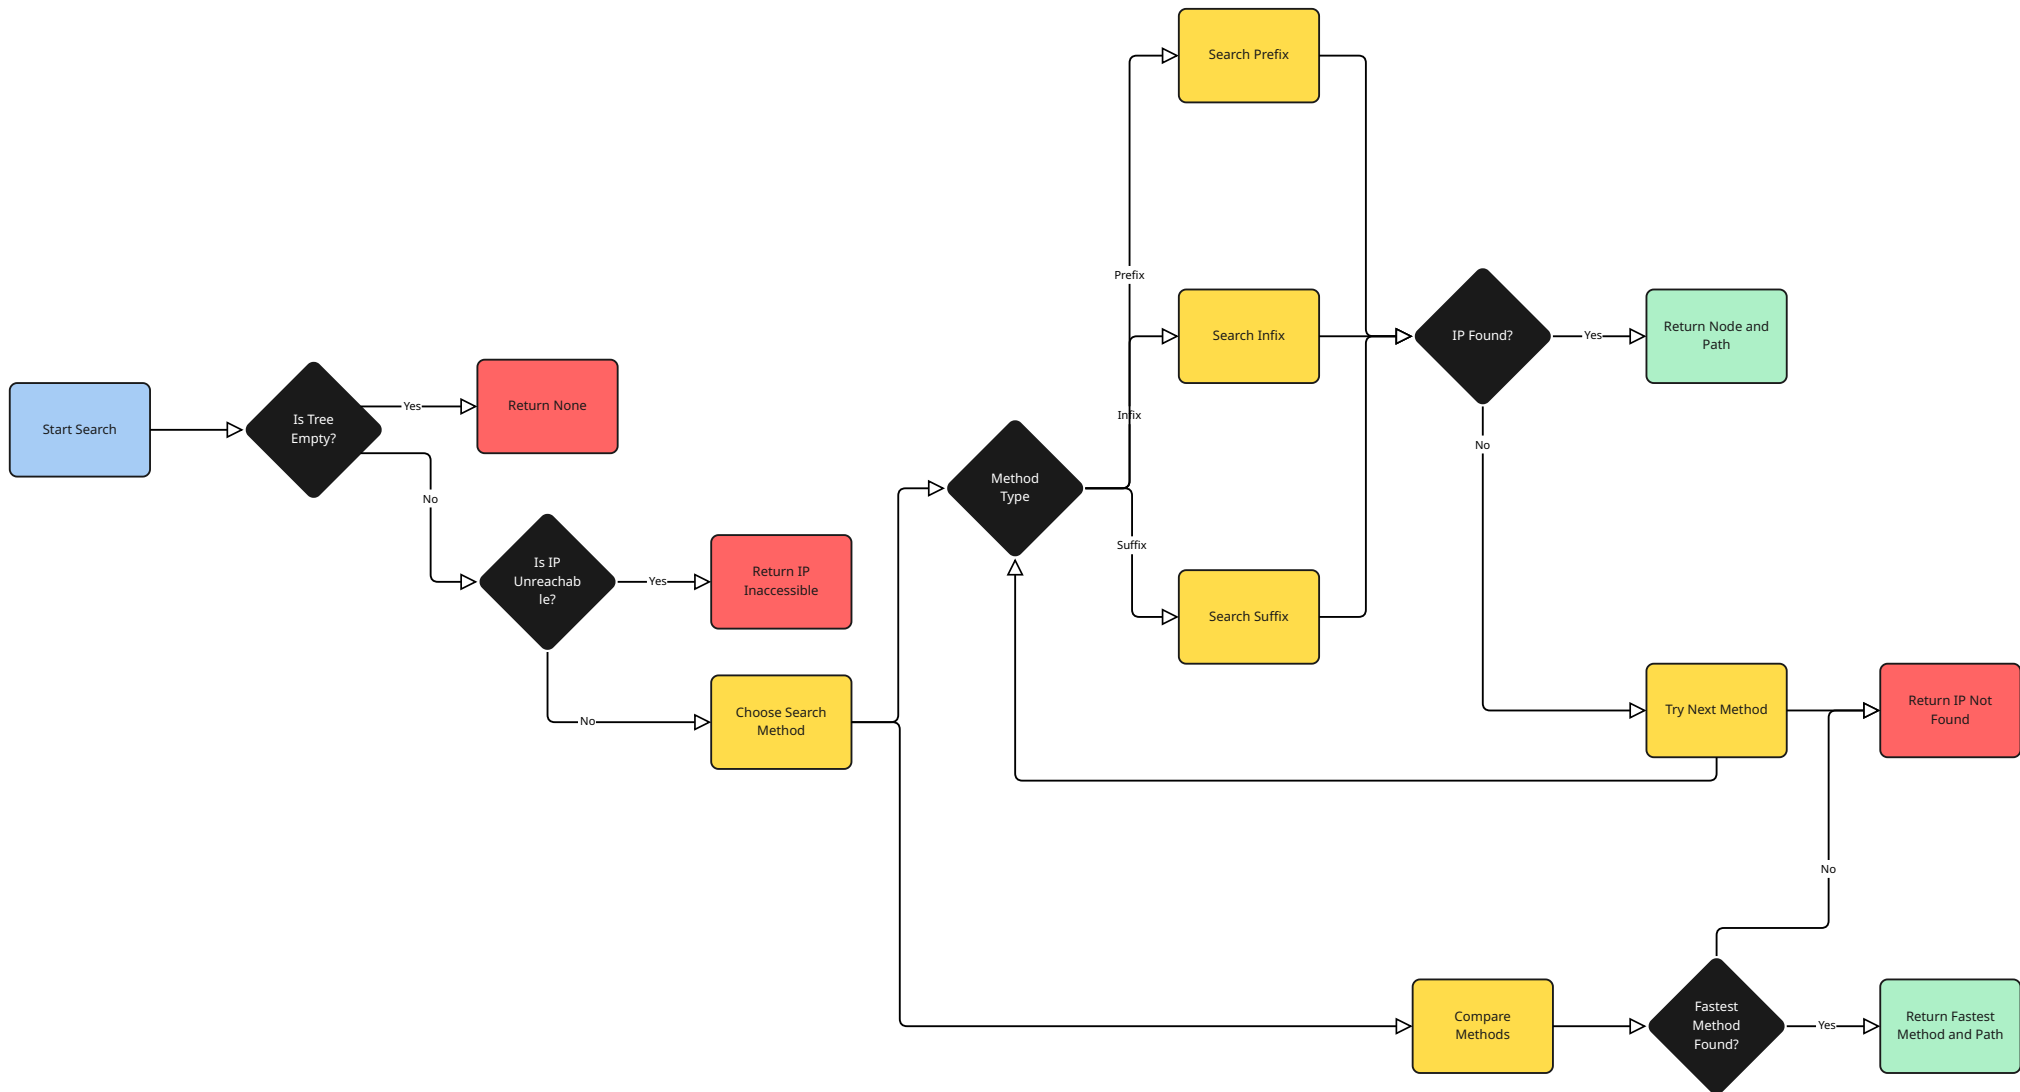 Search Prefix
Prefix
Search Infix
IP Found?
Yes
Return Node and
Path
Start Search
Is Tree
Empty?
Yes
Return None
No
Infix
No
Method
Type
Suffix
Is IP
Unreachab
le?
Yes
Return IP
Inaccessible
Search Suffix
No
Choose Search
Method
Try Next Method
Return IP Not
Found
No
Compare
Methods
Fastest
Method
Found?
Yes
Return Fastest
Method and Path